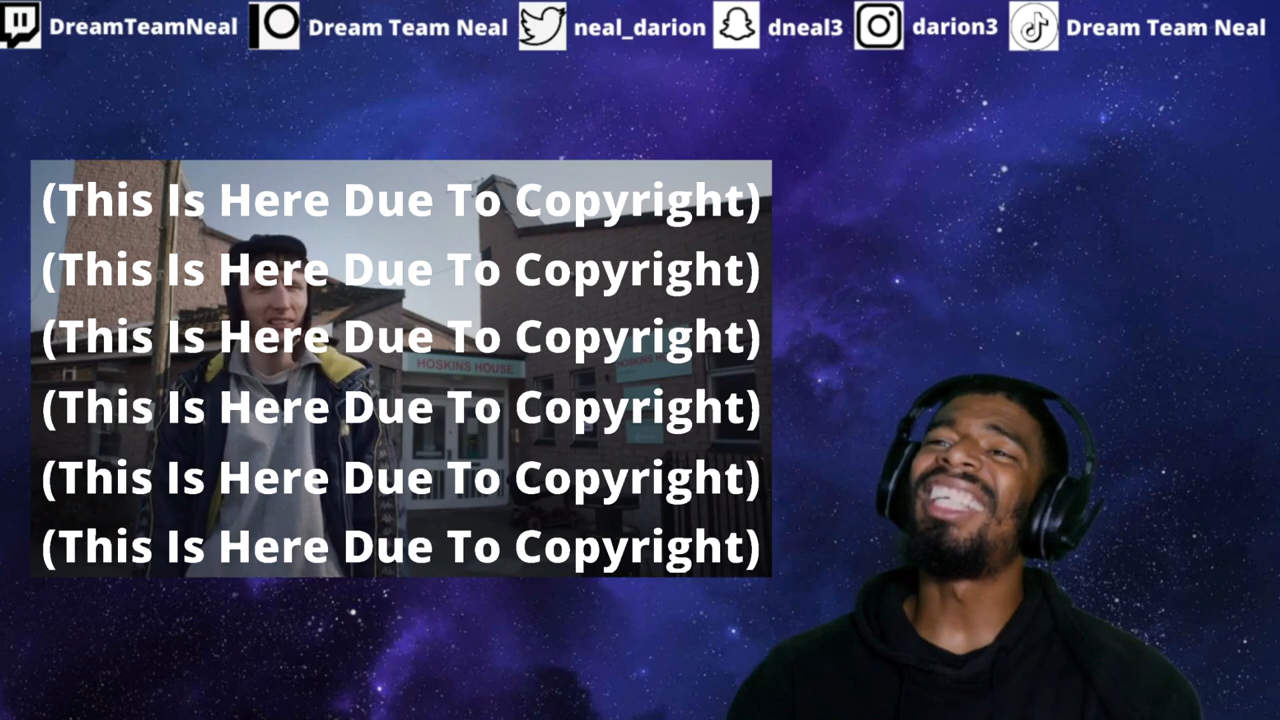 DreamTeamNeal Dream Team Neal neal_darion dneal3 darion3 Dream Team Neal
(This Is Here Due To Copyright)
(This Is Here Due To Copyright)
(This Is Here Due To Copyright)
HOSKINS HOUSE
HOSKINS
(This Is Here Due To Copyright)
(This Is Here Due To Copyright)
(This Is Here Due To Copyright)